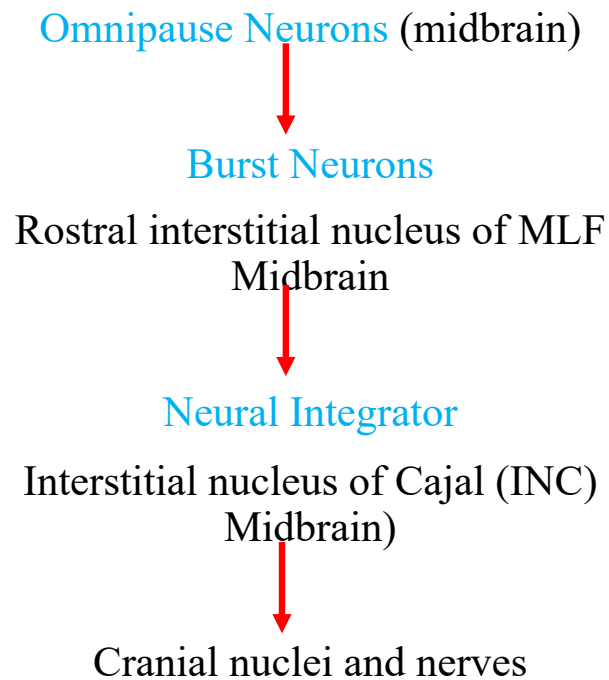 Omnipause Neurons (midbrain)
Burst Neurons
Rostral interstitial nucleus of MLF
Midbrain
Neural Integrator
Interstitial nucleus of Cajal (INC)
Midbrain)
Cranial nuclei and nerves